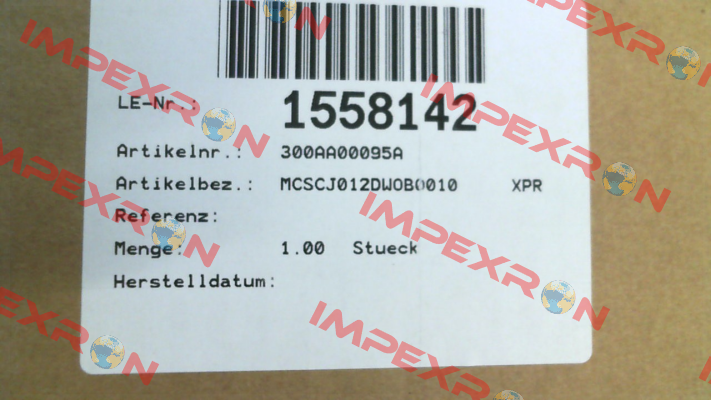 LE-Nr.: 1558142
Artikelnr.: 300AA00095A
Artikelbez.: MCSCJ012DWOB0010 XPR
Referenz:
Menge: 1.00 Stueck
Herstelldatum:
IMPEXRON
IMPEXRON
IMPEXRON
IMPEXRON
IMPEXRON
IMPEXRON